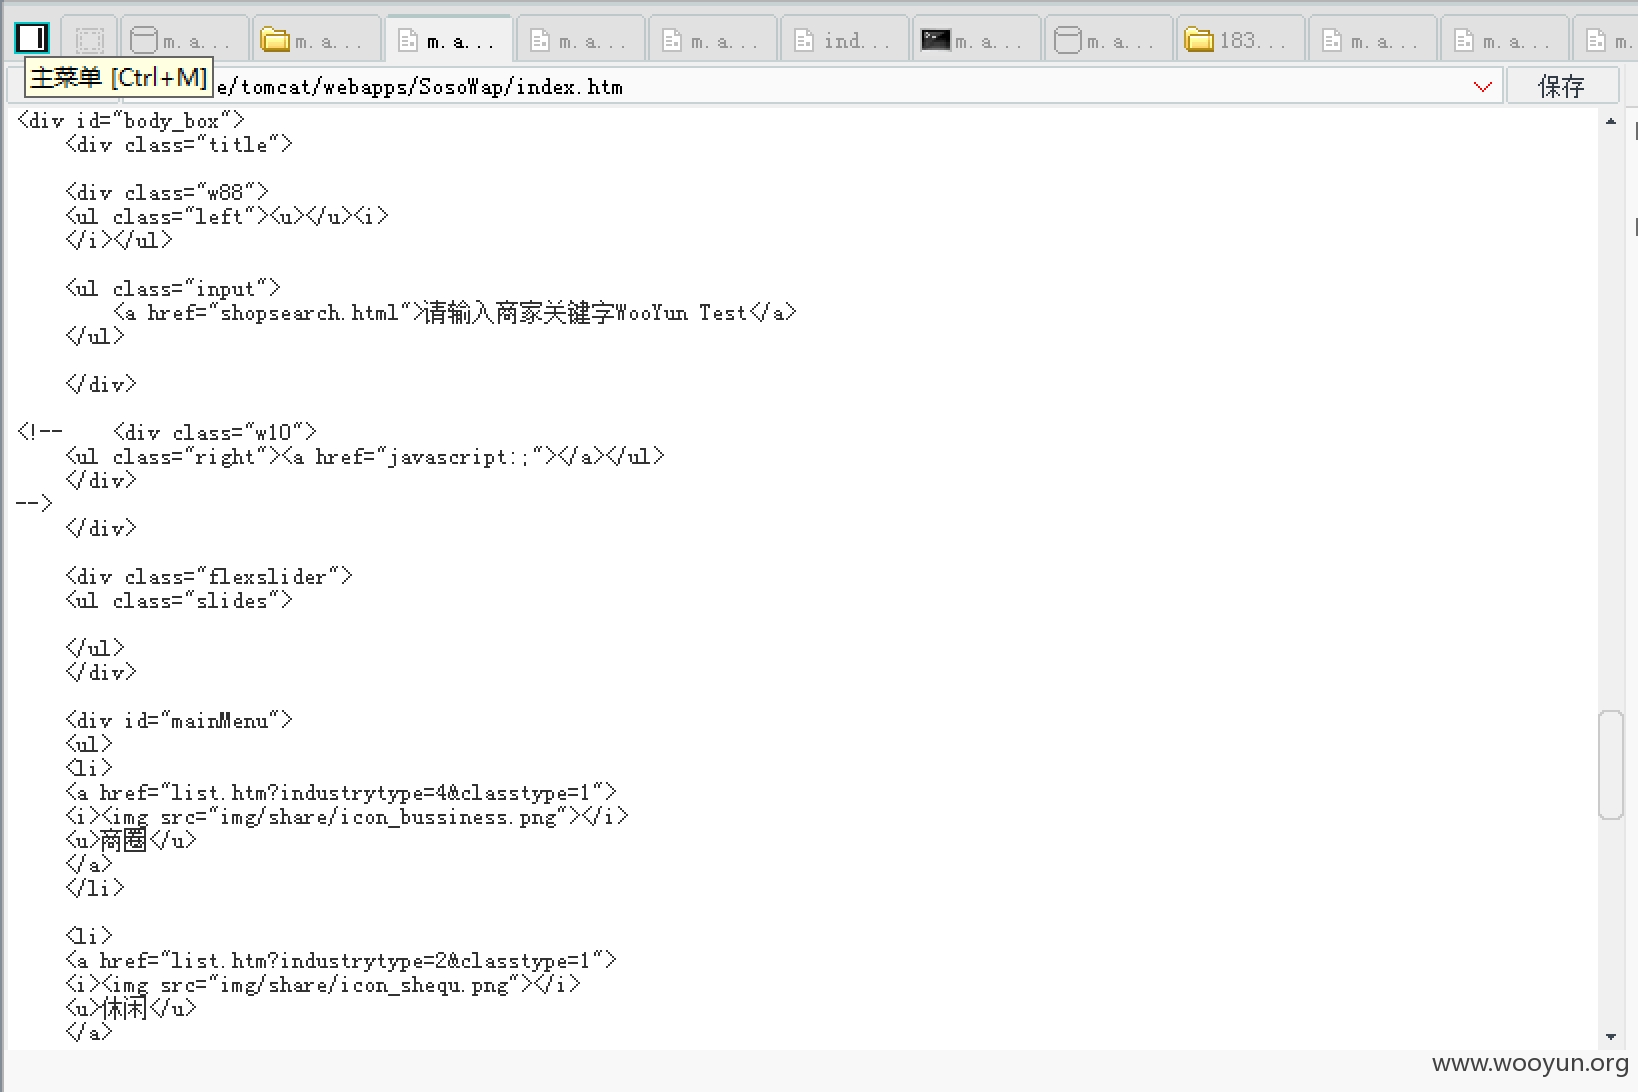 m. a. ...
m. a. ...
m. a. ...
m. a. ...
m. a. ...
ind. ...
m. a. ...
m. a. ...
183. ...
m. a. ...
m. a. ...
m.
主菜单 [Ctrl+M]
e/tomcat/webapps/SosoWap/index.htm
保存
<div id="body_box">
<div class="title">
<div class="w88">
<ul class="left"><u></u><i>
</i></ul>
<ul class="input">
<a href="shopsearch.html">请输入商家关键字WooYun Test</a>
</ul>
</div>
<!-- <div class="w10">
<ul class="right"><a href="javascript:;"></a></ul>
</div>
-->
</div>
<div class="flexslider">
<ul class="slides">
</ul>
</div>
<div id="mainMenu">
<ul>
<li>
<a href="list.htm?industrytype=4&classtype=1">
<i><img src="img/share/icon_bussiness.png"></i>
<u>商圈</u>
</a>
</li>
<li>
<a href="list.htm?industrytype=2&classtype=1">
<i><img src="img/share/icon_shequ.png"></i>
<u>休闲</u>
</a>
www.wooyun.org